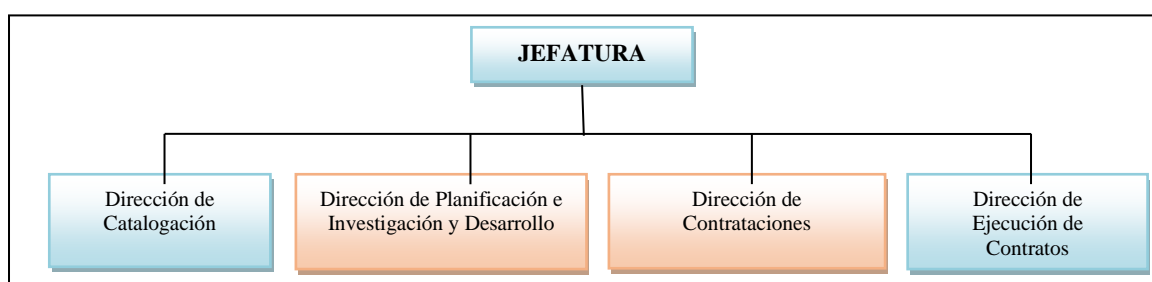 JEFATURA
Dirección de
Catalogación
Dirección de Planificación e
Investigación y Desarrollo
Dirección de
Contrataciones
Dirección de
Ejecución de
Contratos